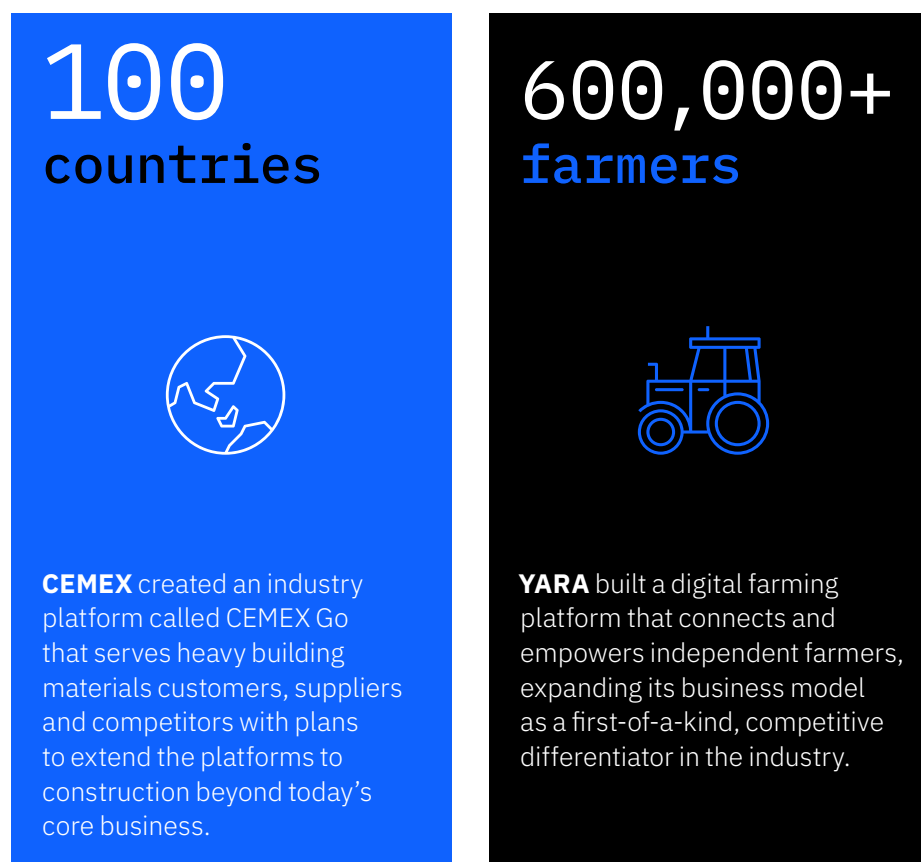 100
countries
CEMEX created an industry
platform called CEMEX Go
that serves heavy building
materials customers, suppliers
and competitors with plans
to extend the platforms to
construction beyond today’s
core business.
600,000+
farmers
YARA built a digital farming
platform that connects and
empowers independent farmers,
expanding its business model
as a first-of-a-kind, competitive
differentiator in the industry.